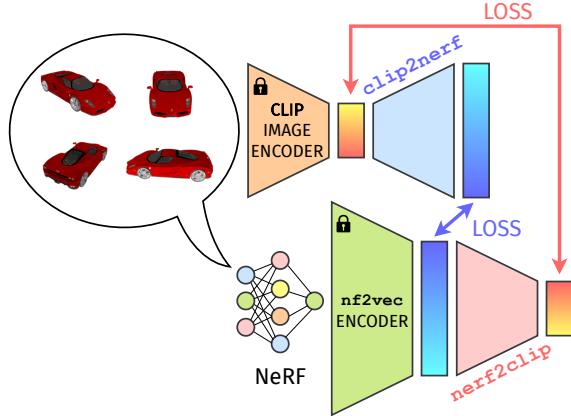 LOSS
clip2nerf
CLIP
IMAGE
ENCODER
LOSS
nf2vec
ENCODER
NeRF
nerf2clip